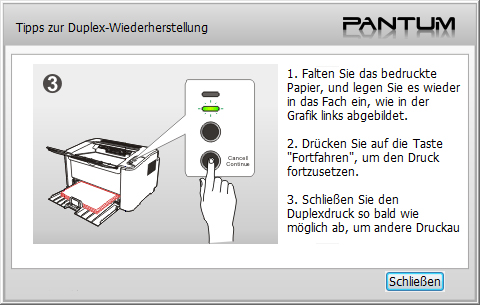 Tipps zur Duplex-Wiederherstellung
PANTUM
3
Cancell
Continue
1. Falten Sie das bedruckte
Papier, und legen Sie es wieder
in das Fach ein, wie in der
Grafik links abgebildet.
2. Drücken Sie auf die Taste
"Fortfahren", um den Druck
fortzusetzen.
3. Schließen Sie den
Duplexdruck so bald wie
möglich ab, um andere Druckau
Schließen